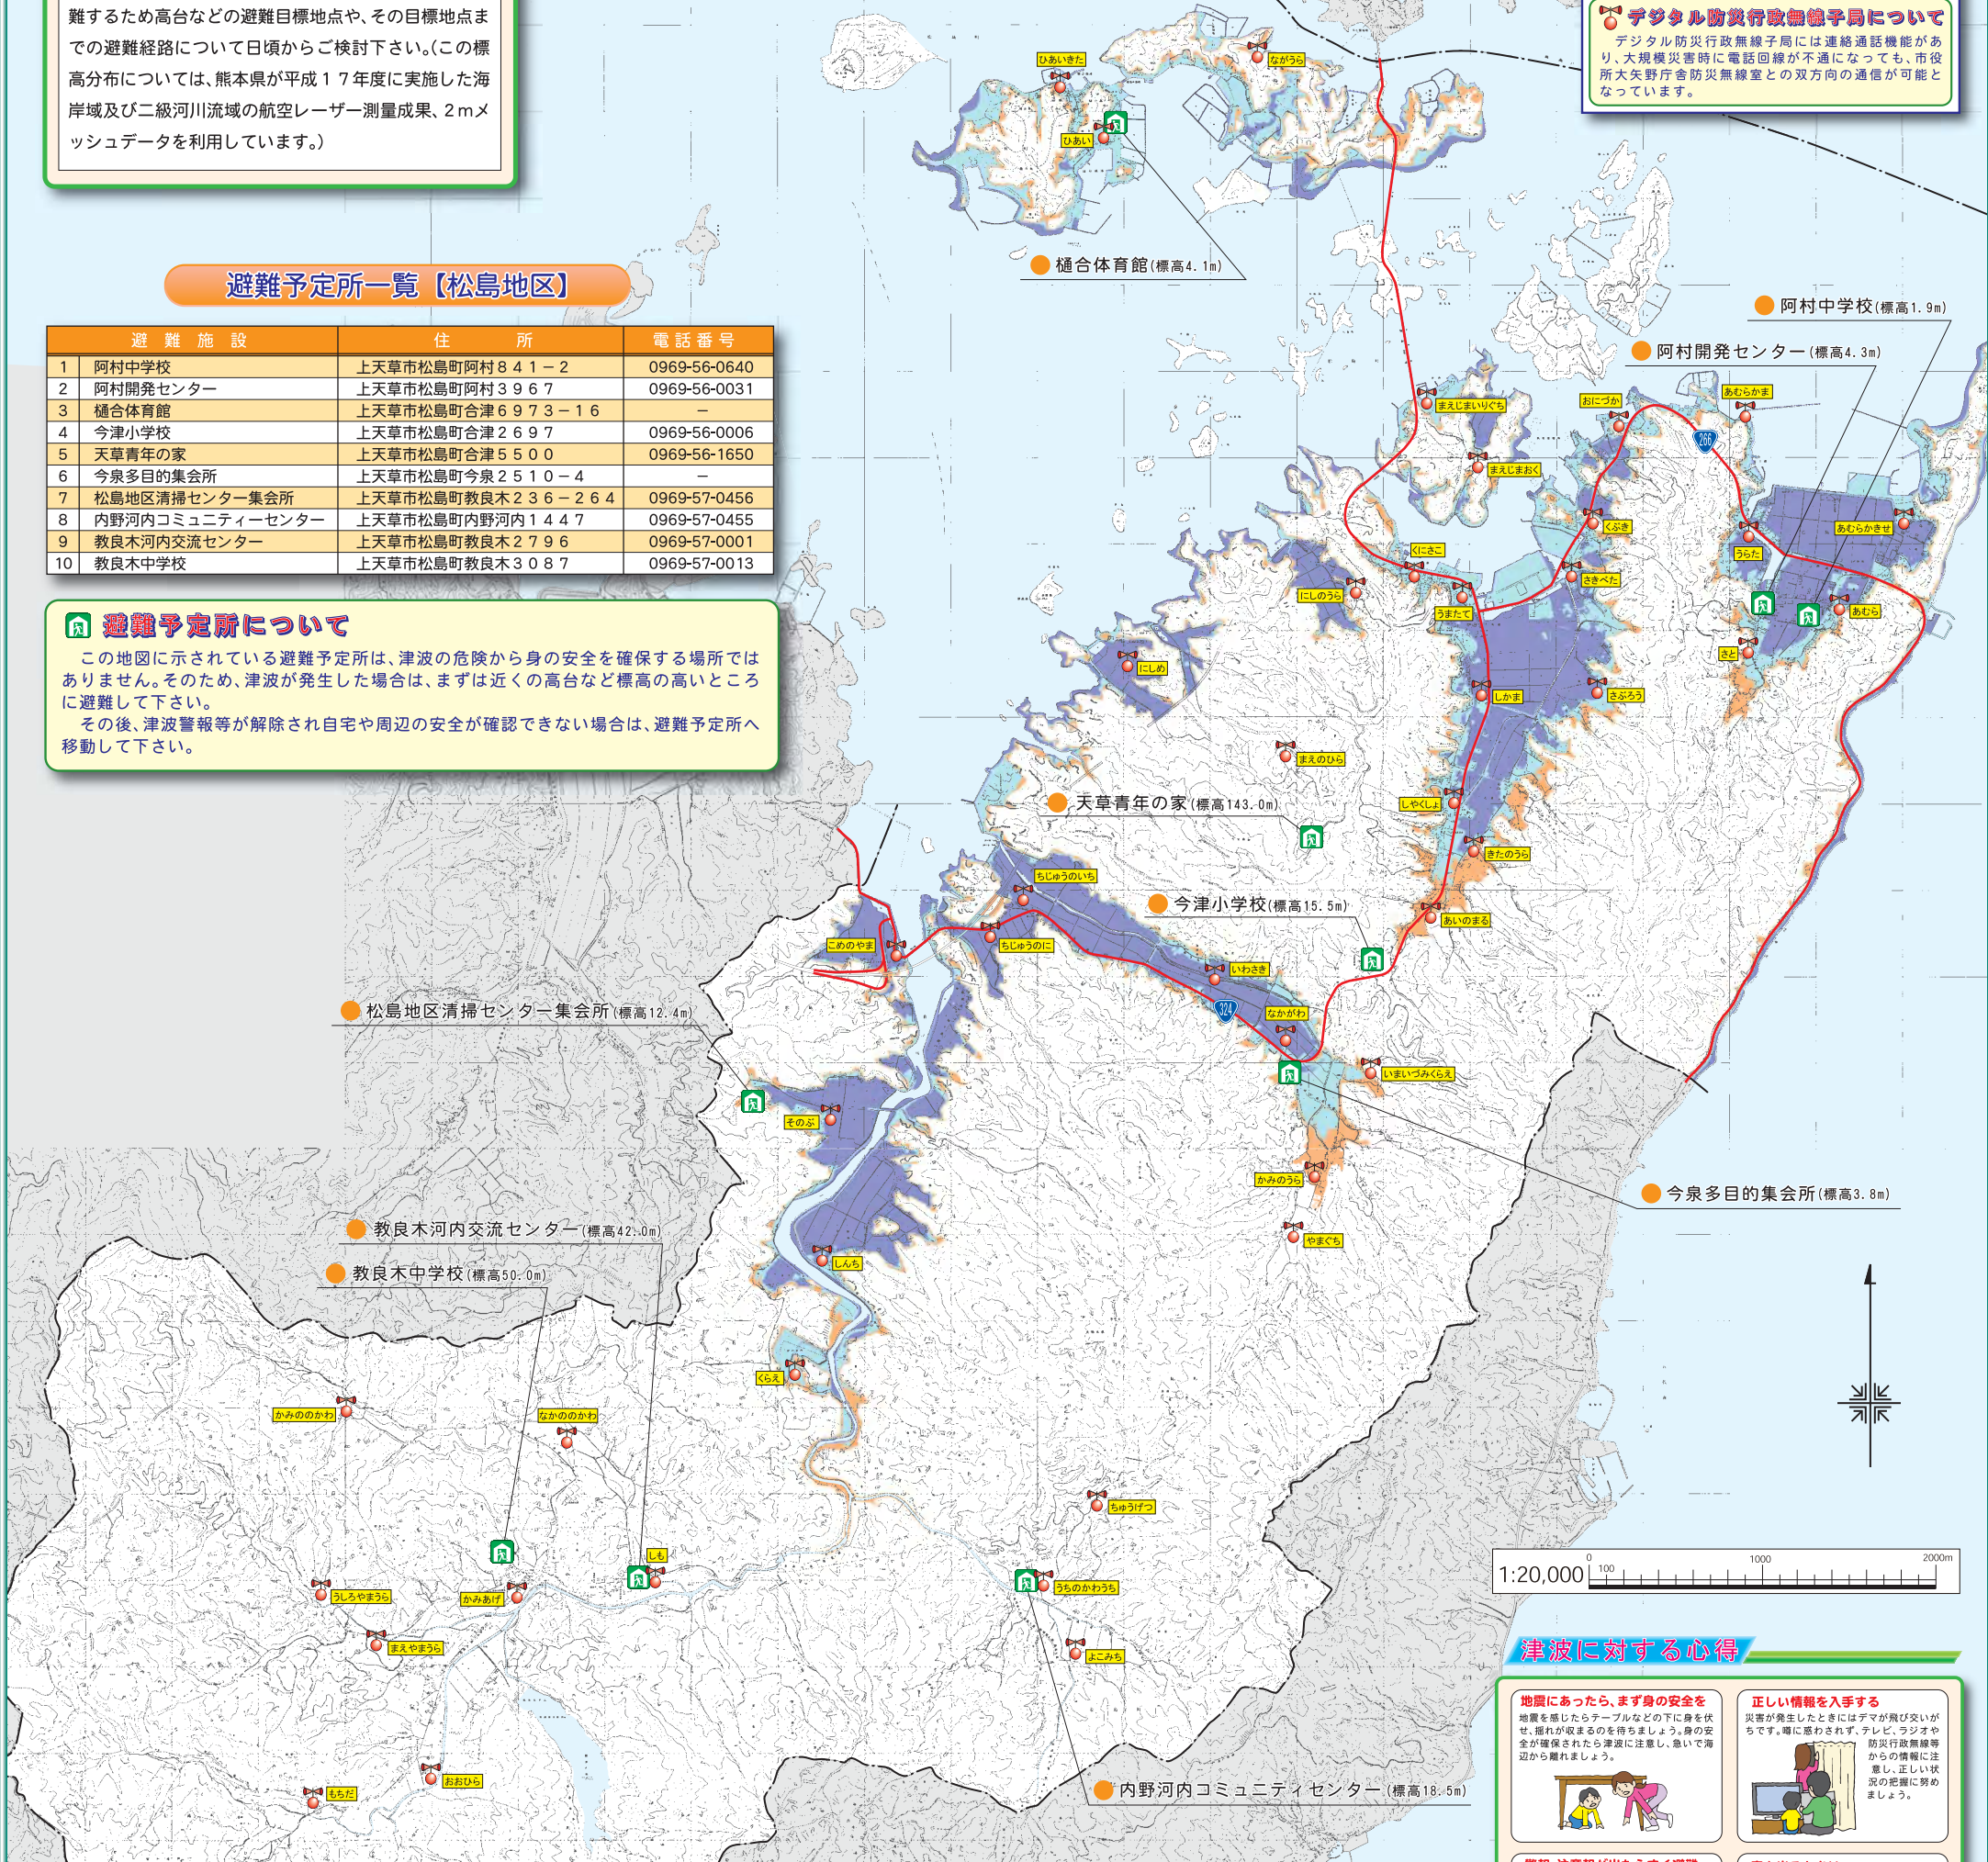 難するため高台などの避難目標地点や、その目標地点ま
での避難経路について日頃からご検討下さい。(この標
高分布については、熊本県が平成１７年度に実施した海
岸域及び二級河川流域の航空レーザー測量成果、２ｍメ
ッシュデータを利用しています。)
デジタル防災行政無線子局について
デジタル防災行政無線子局には連絡通話機能があ
り、大規模災害時に電話回線が不通になっても、市役
所大矢野庁舎防災無線室との双方向の通信が可能と
なっています。
避難予定所一覧【松島地区】
避難施設 住所 電話番号
1 阿村中学校 上天草市松島町阿村８４１－２ 0969-56-0640
2 阿村開発センター 上天草市松島町阿村３９６７ 0969-56-0031
3 樋合体育館 上天草市松島町合津６９７３－１６ －
4 今津小学校 上天草市松島町合津２６９７ 0969-56-0006
5 天草青年の家 上天草市松島町合津５５００ 0969-56-1650
6 今泉多目的集会所 上天草市松島町今泉２５１０－４ －
7 松島地区清掃センター集会所 上天草市松島町教良木２３６－２６４ 0969-57-0456
8 内野河内コミュニティーセンター 上天草市松島町内野河内１４４７ 0969-57-0455
9 教良木河内交流センター 上天草市松島町教良木２７９６ 0969-57-0001
10 教良木中学校 上天草市松島町教良木３０８７ 0969-57-0013
避難予定所について
この地図に示されている避難予定所は、津波の危険から身の安全を確保する場所では
ありません。そのため、津波が発生した場合は、まずは近くの高台など標高の高いところ
に避難して下さい。
その後、津波警報等が解除され自宅や周辺の安全が確認できない場合は、避難予定所へ
移動して下さい。
ひあいきた
ながうら
ひあい
樋合体育館(標高4.1m)
阿村中学校(標高1.9m)
阿村開発センター(標高4.3m)
まえじまいりぐち
おにづか
あむらかま
266
まえじまおく
くぶき
あむらかきせ
うらた
くにさこ
さきべた
にしのうら
うまたて
あむら
さと
にしめ
しかま
さぶろう
まえのひら
天草青年の家(標高143.0m)
しやくしょ
きたのうら
ちじゅうのいち
今津小学校(標高15.5m)
あいのまる
こめのやま
ちじゅうのに
いわさき
324
なかがわ
松島地区清掃センター集会所(標高12.4m)
いまいづみくらえ
そのぶ
かみのうら
今泉多目的集会所(標高3.8m)
教良木河内交流センター(標高42.0m)
やまぐち
しんち
教良木中学校(標高50.0m)
くらえ
かみののかわ
なかののかわ
ちゅうげつ
しも
うちのかわうち
うしろやまうら
かみあげ
まえやまうら
よこみち
おおひら
もちだ
内野河内コミュニティセンター(標高18.5m)
1:20,000
0 100 1000 2000m
津波に対する心得
地震にあったら、まず身の安全を
地震を感じたらテーブルなどの下に身を伏
せ、揺れが収まるのを待ちましょう。身の安
全が確保されたら津波に注意し、急いで海
辺から離れましょう。
正しい情報を入手する
災害が発生したときにはデマが飛び交いが
ちです。噂に惑わされず、テレビ、ラジオや
防災行政無線等
からの情報に注
意し、正しい状
況の把握に努め
ましょう。